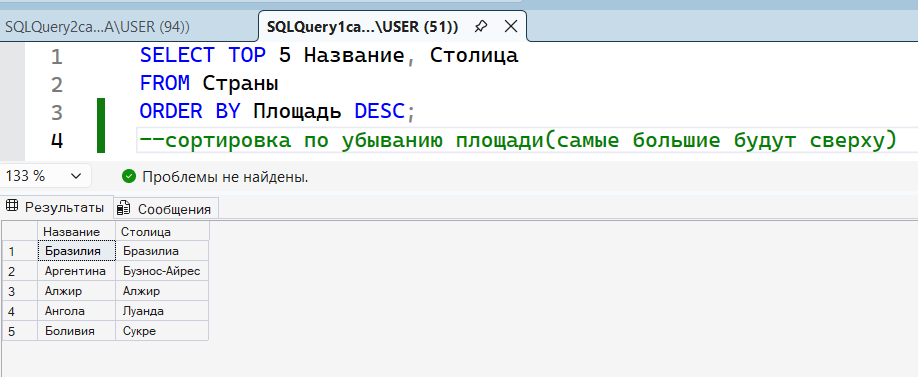 SQLQuery2ca...A\USER (94))
SQLQuery1ca...\USER (51))
1 SELECT TOP 5 Название, Столица
2 FROM Страны
3 ORDER BY Площадь DESC;
4 --сортировка по убыванию площади(самые большие будут сверху)
133 % Проблемы не найдены.
Результаты Сообщения
Название Столица
1 Бразилия Бразилиа
2 Аргентина Буэнос-Айрес
3 Алжир Алжир
4 Ангола Луанда
5 Боливия Сукре